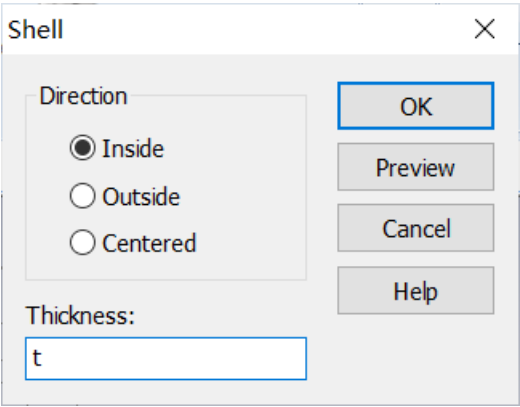 Shell
Direction
Inside
Outside
Centered
Thickness:
t
OK
Preview
Cancel
Help